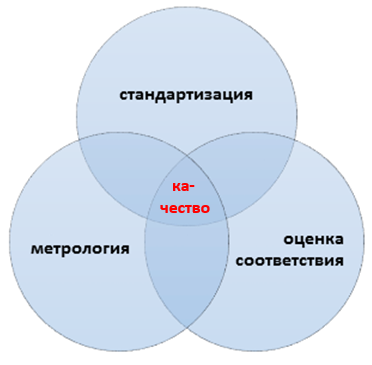 стандартизация
ка-
чество
метрология
оценка
соответствия